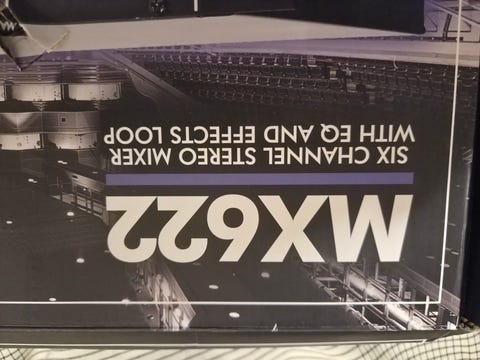 MX622
SIX CHANNEL STEREO MIXER
WITH EQ AND EFFECTS LOOP